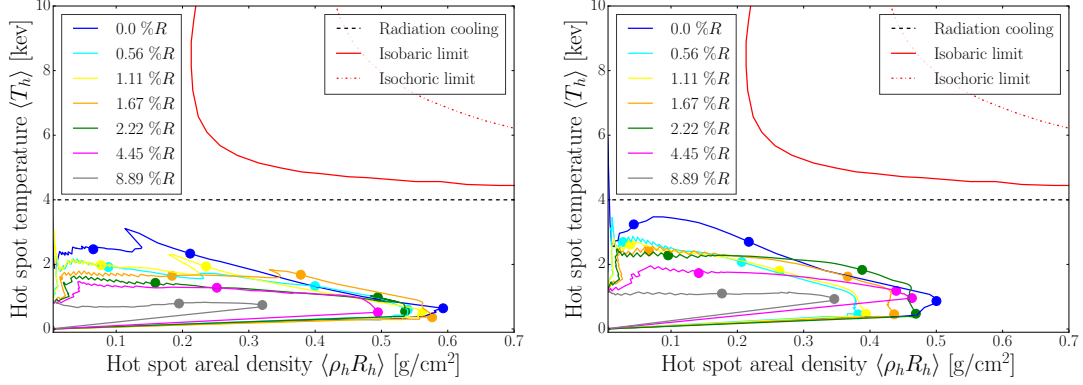 10
8
6
4
2
0
0.1
0.2
0.3
0.4
0.5
0.6
0.7
Hot spot temperature ⟨T_h⟩ [kev]
Hot spot areal density ⟨ρ_hR_h⟩ [g/cm²]
0.0 %R
0.56 %R
1.11 %R
1.67 %R
2.22 %R
4.45 %R
8.89 %R
Radiation cooling
Isobaric limit
Isochoric limit
10
8
6
4
2
0
0.1
0.2
0.3
0.4
0.5
0.6
0.7
Hot spot temperature ⟨T_h⟩ [kev]
Hot spot areal density ⟨ρ_hR_h⟩ [g/cm²]
0.0 %R
0.56 %R
1.11 %R
1.67 %R
2.22 %R
4.45 %R
8.89 %R
Radiation cooling
Isobaric limit
Isochoric limit